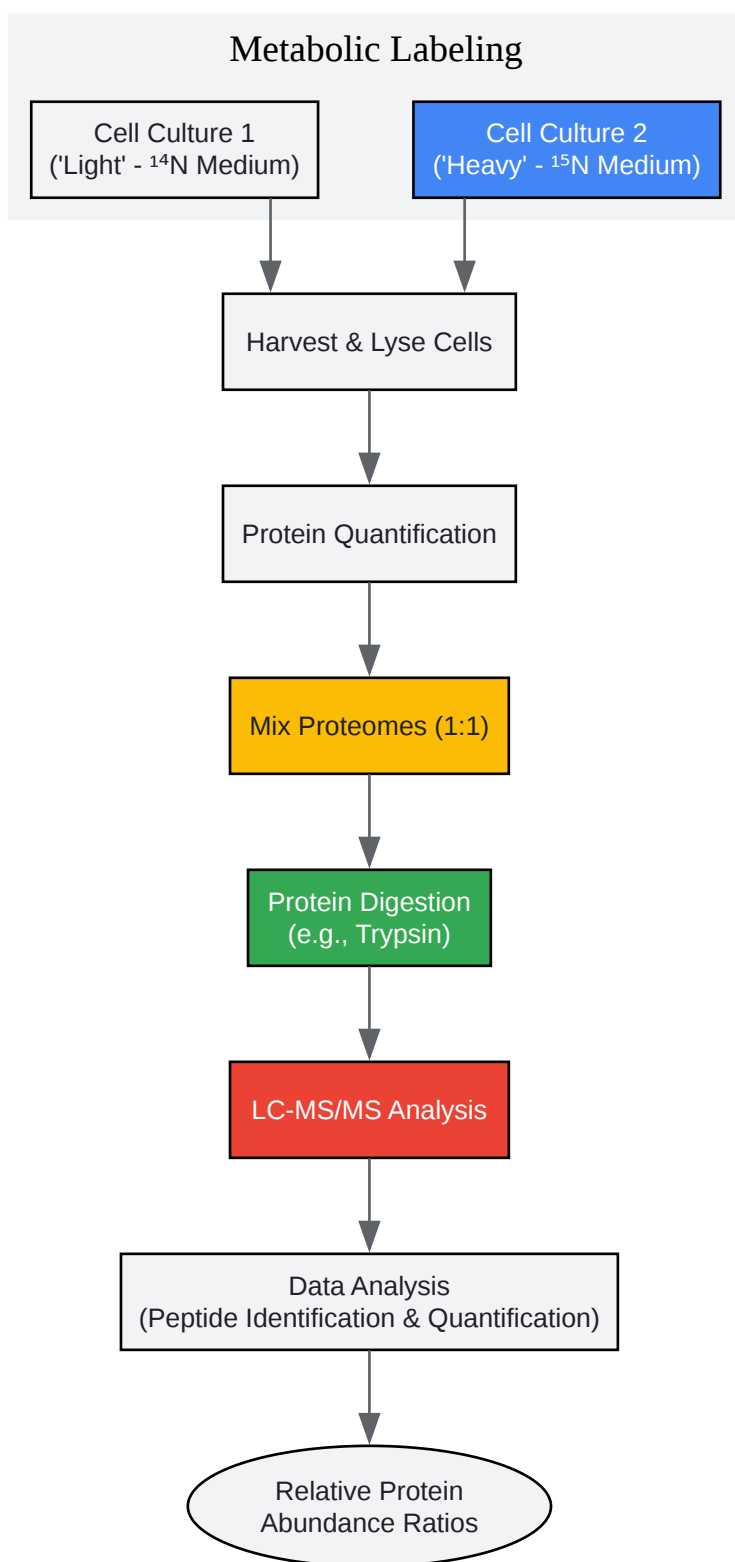 Metabolic Labeling
Cell Culture 1
('Light' - ¹⁴N Medium)
Cell Culture 2
('Heavy' - ¹⁵N Medium)
Harvest & Lyse Cells
Protein Quantification
Mix Proteomes (1:1)
Protein Digestion
(e.g., Trypsin)
LC-MS/MS Analysis
Data Analysis
(Peptide Identification & Quantification)
Relative Protein
Abundance Ratios